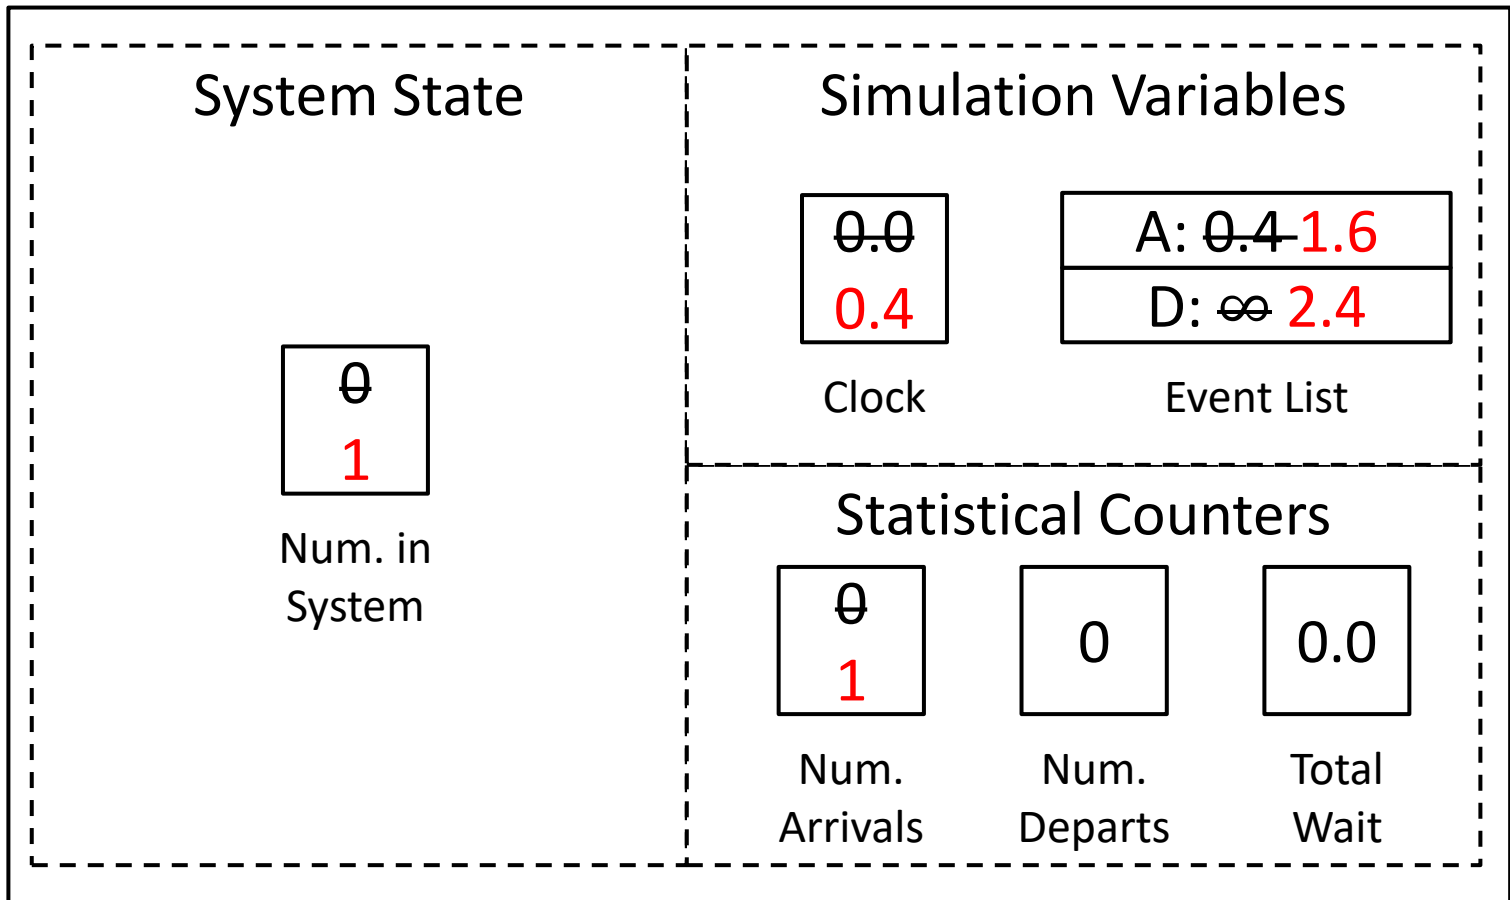 System State
0
1
Num. in
System
Simulation Variables
0.0
0.4
Clock
A: 0.4 1.6
D: ∞ 2.4
Event List
Statistical Counters
0
1
Num.
Arrivals
0
Num.
Departs
0.0
Total
Wait